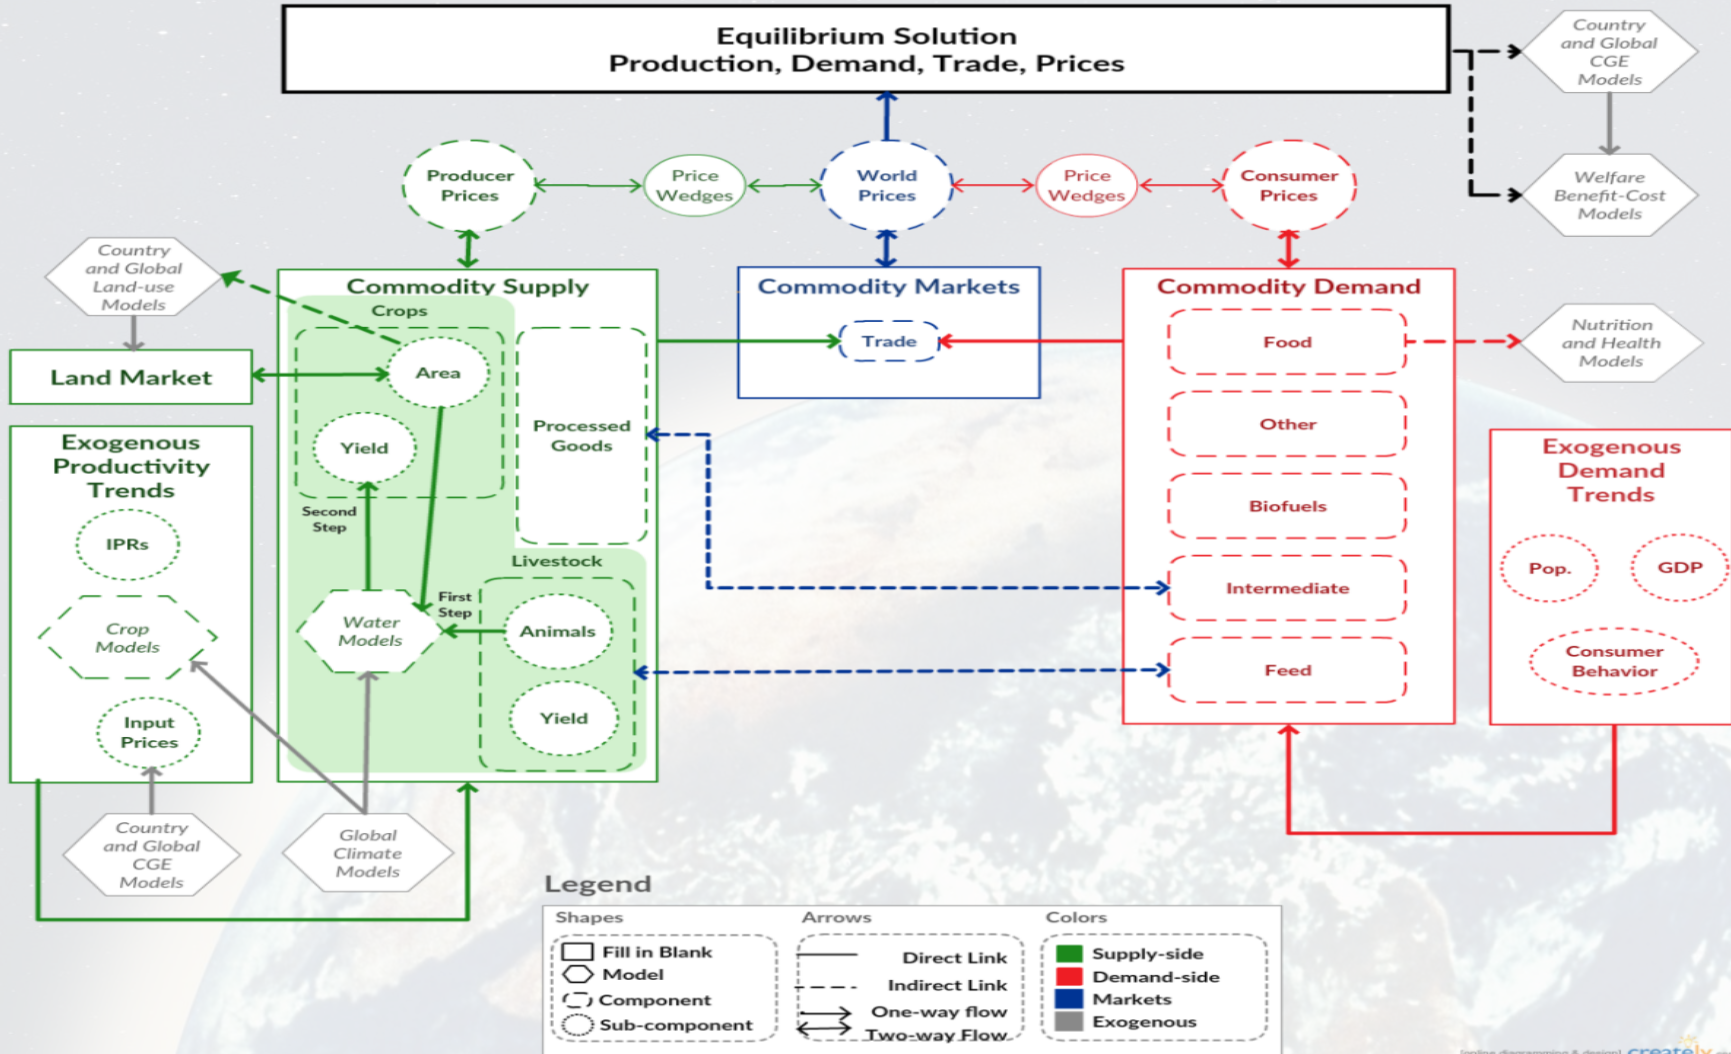 Equilibrium Solution
Production, Demand, Trade, Prices
Country
and Global
CGE
Models
Producer
Prices
Price
Wedges
World
Prices
Price
Wedges
Consumer
Prices
Welfare
Benefit-Cost
Models
Country
and Global
Land-use
Models
Commodity Supply
Crops
Commodity Markets
Trade
Commodity Demand
Food
Nutrition
and Health
Models
Land Market
Area
Yield
Processed
Goods
Other
Biofuels
Intermediate
Feed
Exogenous
Productivity
Trends
IPRs
Crop
Models
Input
Prices
Second
Step
First
Step
Water
Models
Livestock
Animals
Yield
Exogenous
Demand
Trends
Pop.
GDP
Consumer
Behavior
Country
and Global
CGE
Models
Global
Climate
Models
Legend
Shapes
Fill in Blank
Model
Component
Sub-component
Arrows
Direct Link
Indirect Link
One-way flow
Two-way Flow
Colors
Supply-side
Demand-side
Markets
Exogenous